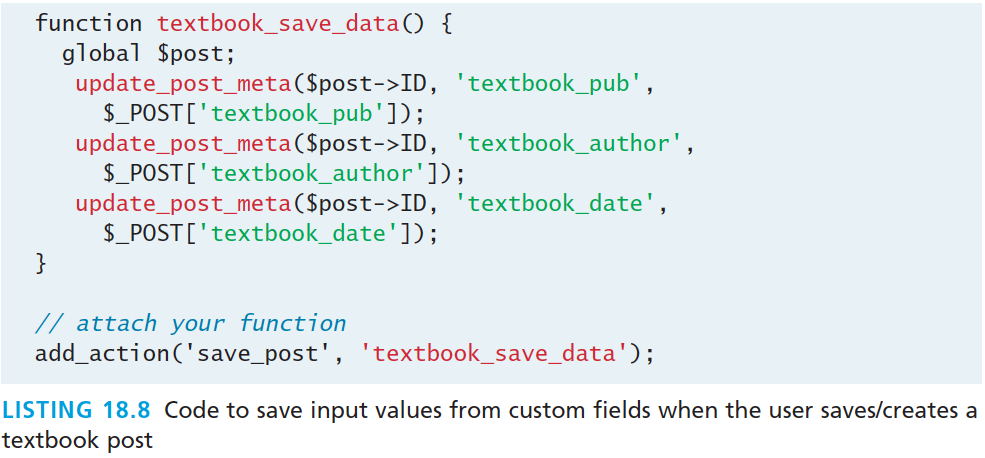 function textbook_save_data() {
global $post;
update_post_meta($post->ID, 'textbook_pub',
$_POST['textbook_pub']);
update_post_meta($post->ID, 'textbook_author',
$_POST['textbook_author']);
update_post_meta($post->ID, 'textbook_date',
$_POST['textbook_date']);
}
// attach your function
add_action('save_post', 'textbook_save_data');
LISTING 18.8 Code to save input values from custom fields when the user saves/creates a
textbook post